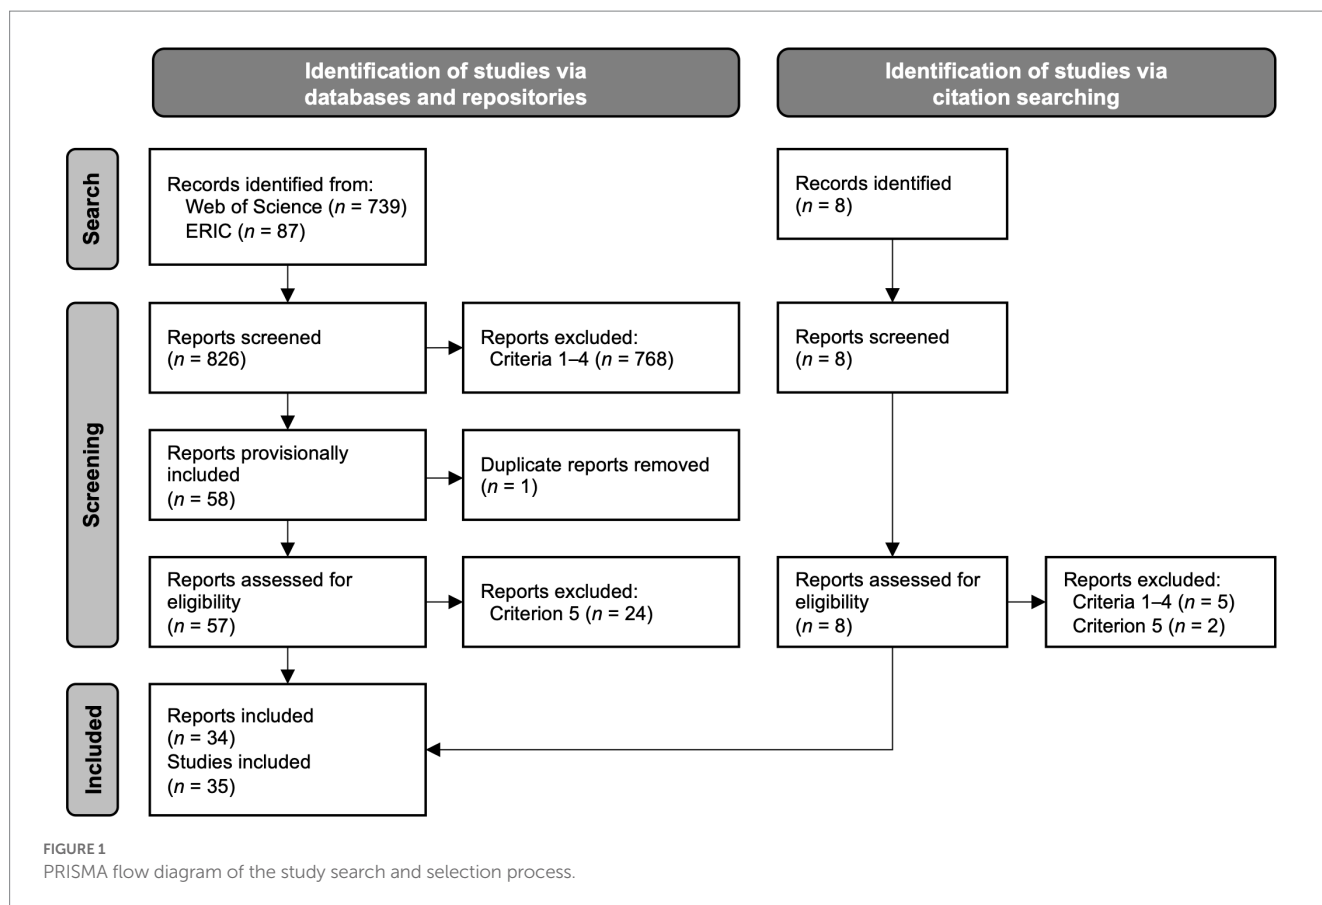 Identification of studies via
databases and repositories
Identification of studies via
citation searching
Search
Records identified from:
Web of Science (n = 739)
ERIC (n = 87)
Records identified
(n = 8)
Screening
Reports screened
(n = 826)
Reports excluded:
Criteria 1–4 (n = 768)
Reports screened
(n = 8)
Reports provisionally
included
(n = 58)
Duplicate reports removed
(n = 1)
Reports assessed for
eligibility
(n = 57)
Reports excluded:
Criterion 5 (n = 24)
Reports assessed for
eligibility
(n = 8)
Reports excluded:
Criteria 1–4 (n = 5)
Criterion 5 (n = 2)
Included
Reports included
(n = 34)
Studies included
(n = 35)
FIGURE 1
PRISMA flow diagram of the study search and selection process.